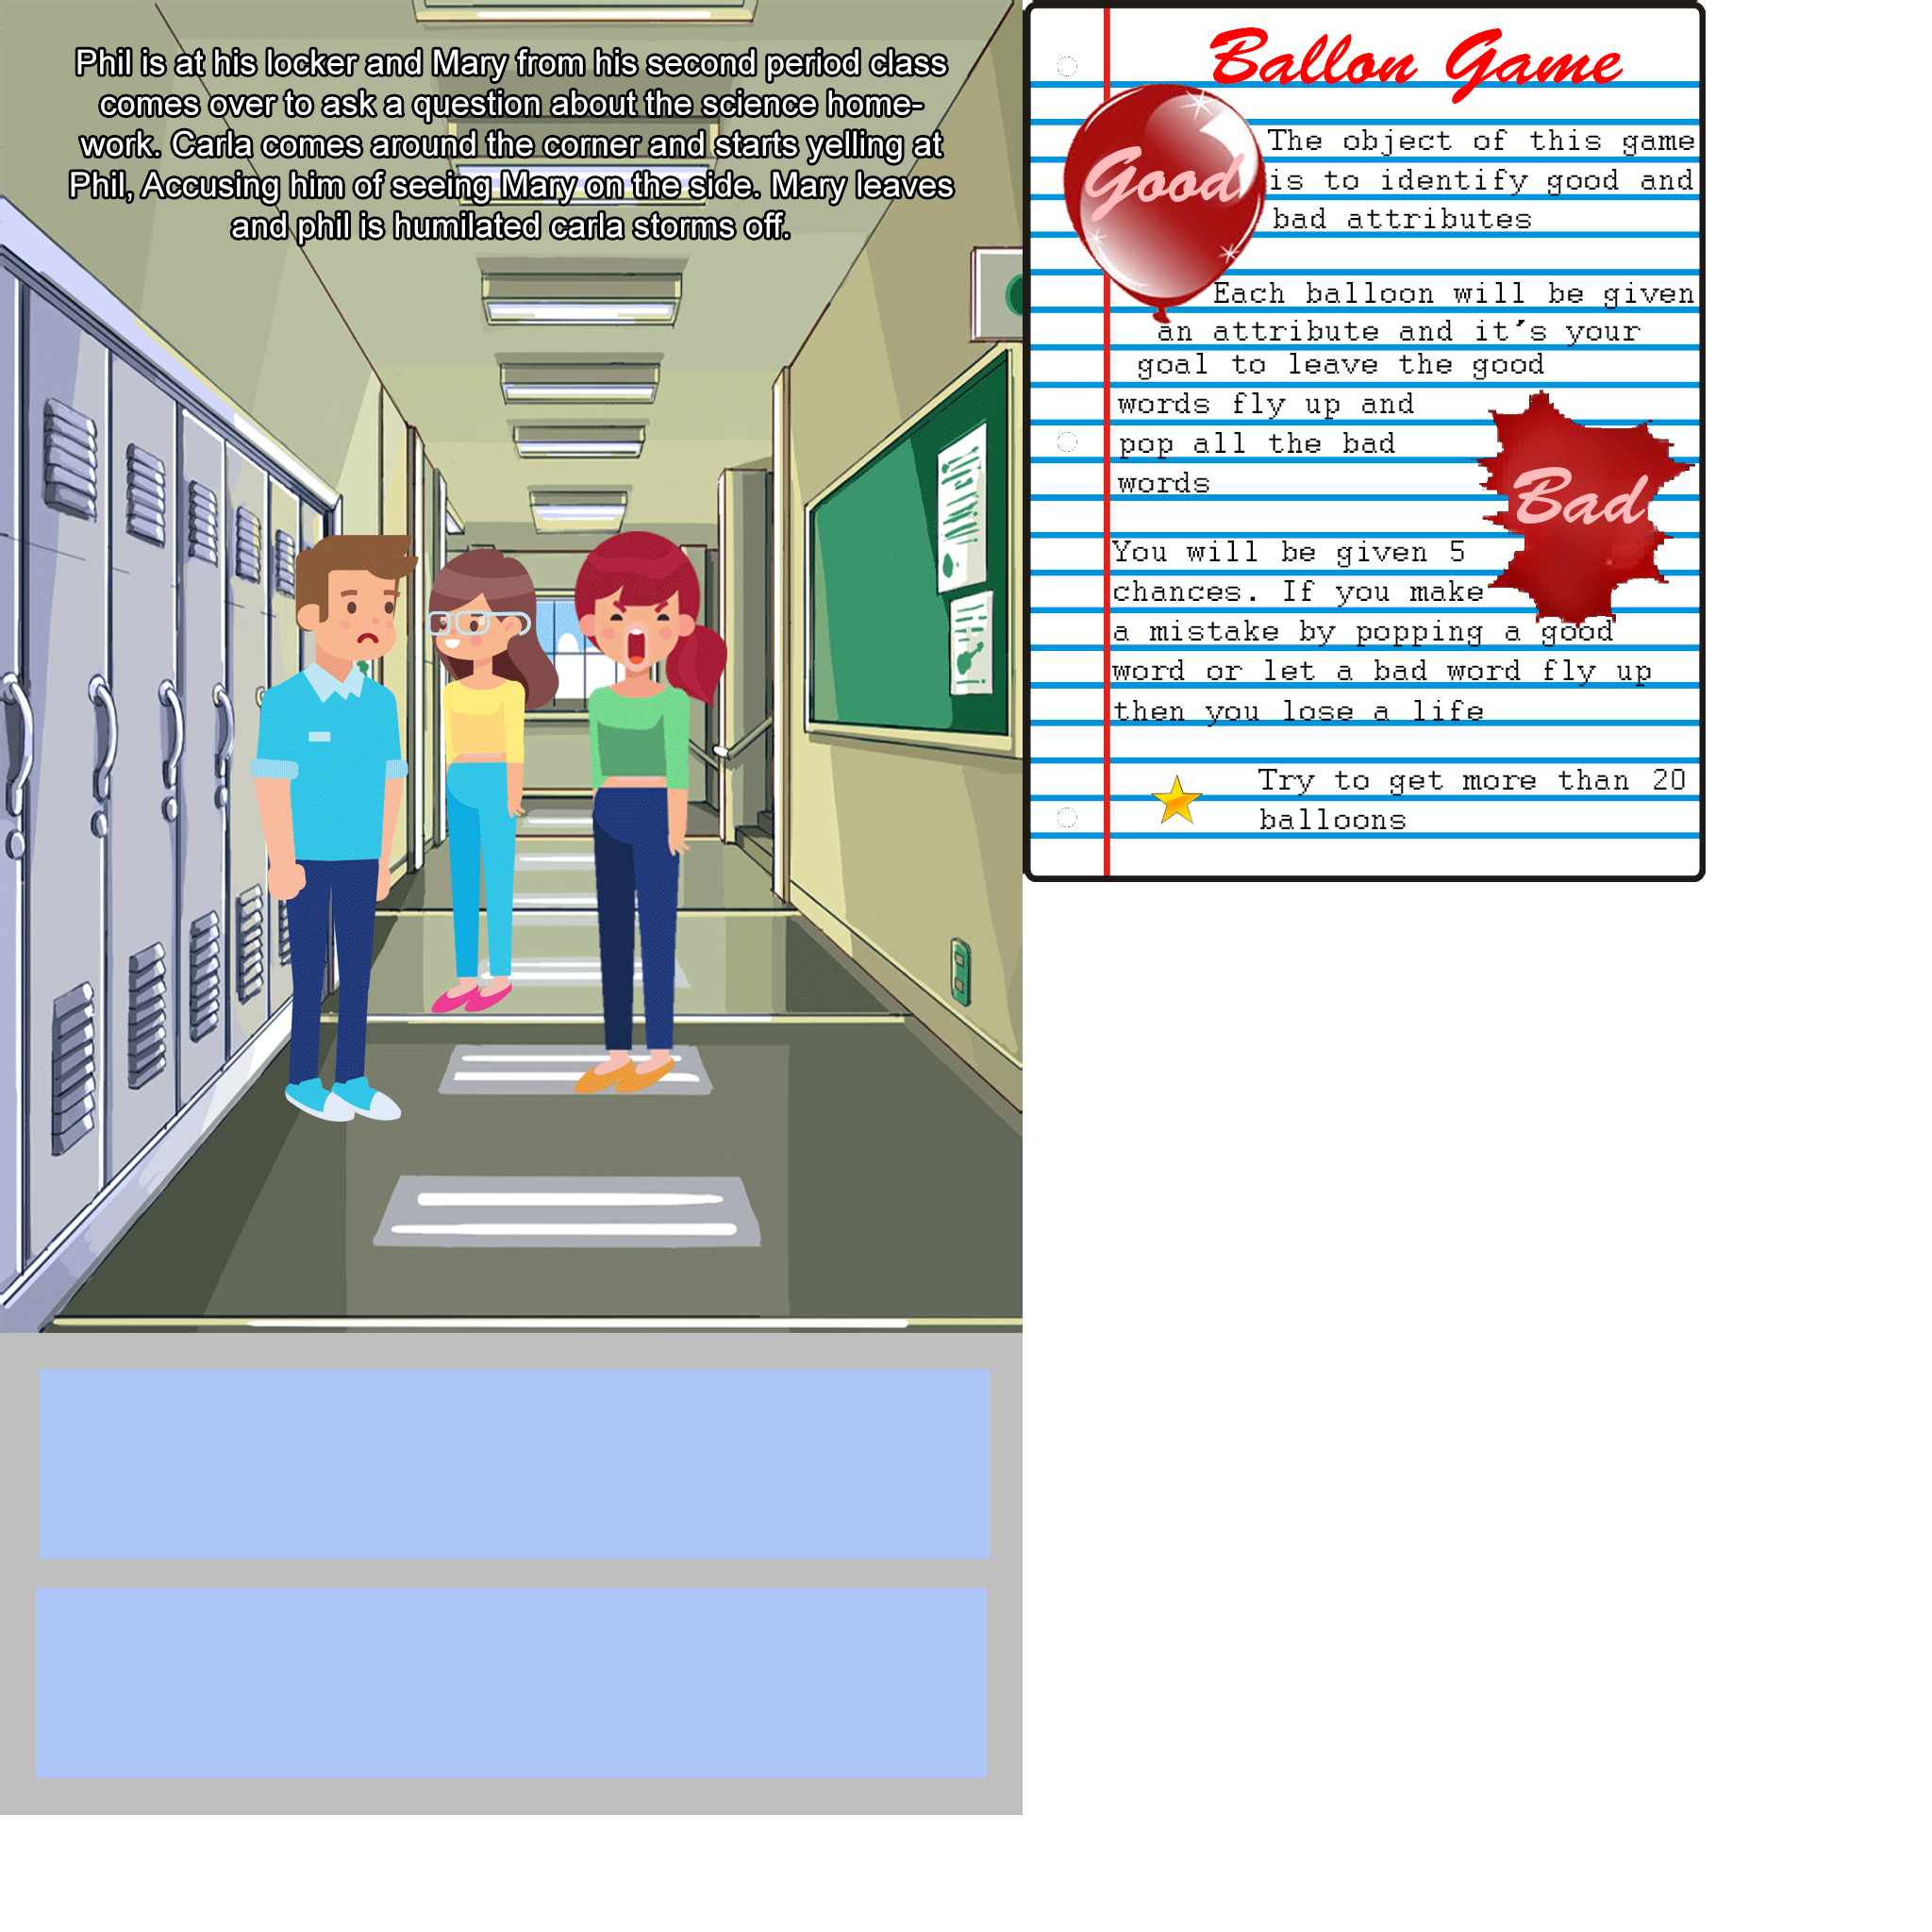 Phil is at his locker and Mary from his second period class
comes over to ask a question about the science home-
work. Carla comes around the corner and starts yelling at
Phil, Accusing him of seeing Mary on the side. Mary leaves
and phil is humilated carla storms off.
Ballon Game
Good
The object of this game
is to identify good and
bad attributes
Each balloon will be given
an attribute and it's your
goal to leave the good
words fly up and
pop all the bad
words
Bad
You will be given 5
chances. If you make
a mistake by popping a good
word or let a bad word fly up
then you lose a life
Try to get more than 20
balloons